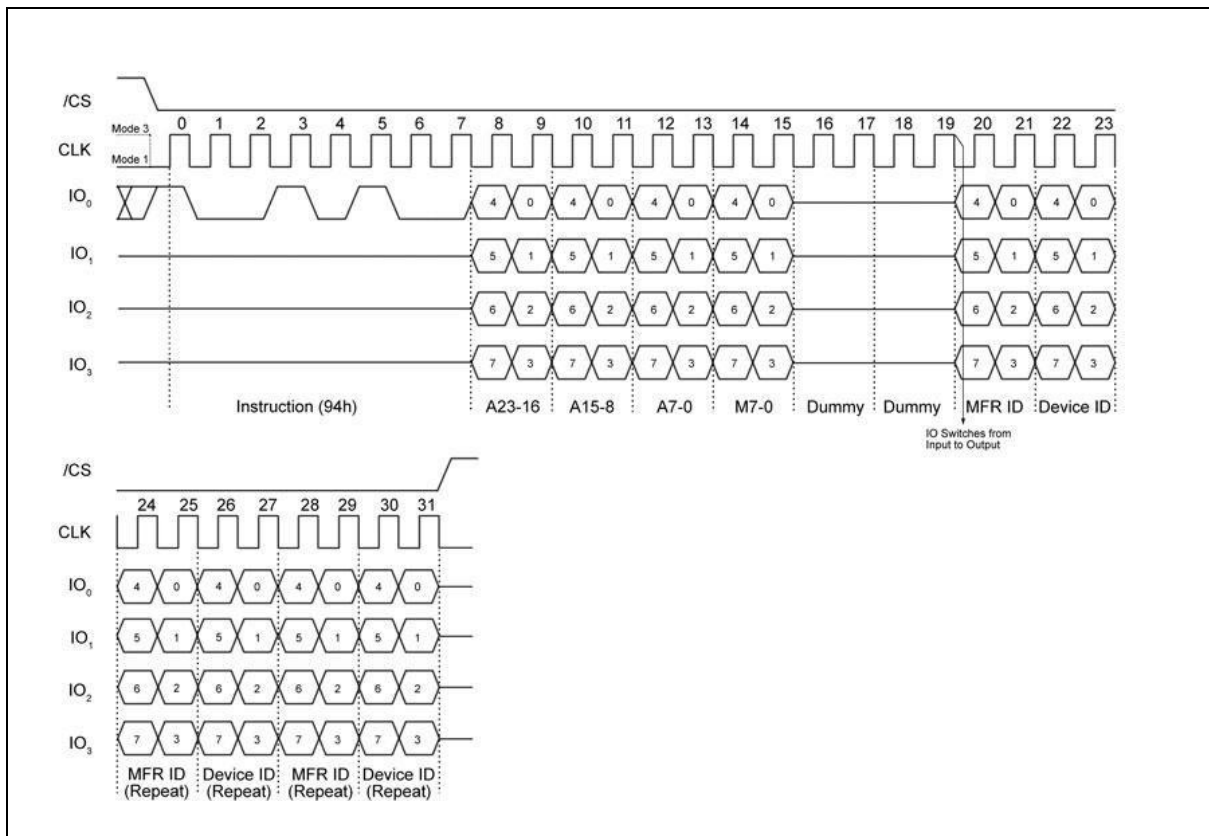 /CS
Mode 3
0 1 2 3 4 5 6 7 8 9 10 11 12 13 14 15 16 17 18 19 20 21 22 23
CLK
Mode 1
IO0 4 0 4 0 4 0 4 0 4 0 4 0
IO1 5 1 5 1 5 1 5 1 5 1 5 1
IO2 6 2 6 2 6 2 6 2 6 2 6 2
IO3 7 3 7 3 7 3 7 3 7 3 7 3
Instruction (94h) A23-16 A15-8 A7-0 M7-0 Dummy Dummy MFR ID Device ID
IO Switches from
Input to Output
/CS
24 25 26 27 28 29 30 31
CLK
IO0 4 0 4 0 4 0 4 0
IO1 5 1 5 1 5 1 5 1
IO2 6 2 6 2 6 2 6 2
IO3 7 3 7 3 7 3 7 3
MFR ID Device ID MFR ID Device ID
(Repeat) (Repeat) (Repeat) (Repeat)